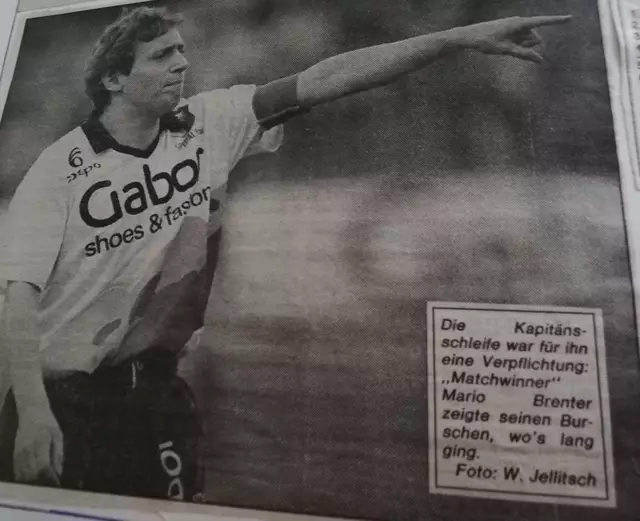 6
Gabor
shoes & fashion
Die Kapitäns-
schleife war für ihn
eine Verpflichtung:
„Matchwinner"
Mario Brenter
zeigte seinen Bur-
schen, wo's lang
ging.
Foto: W. Jellitsch